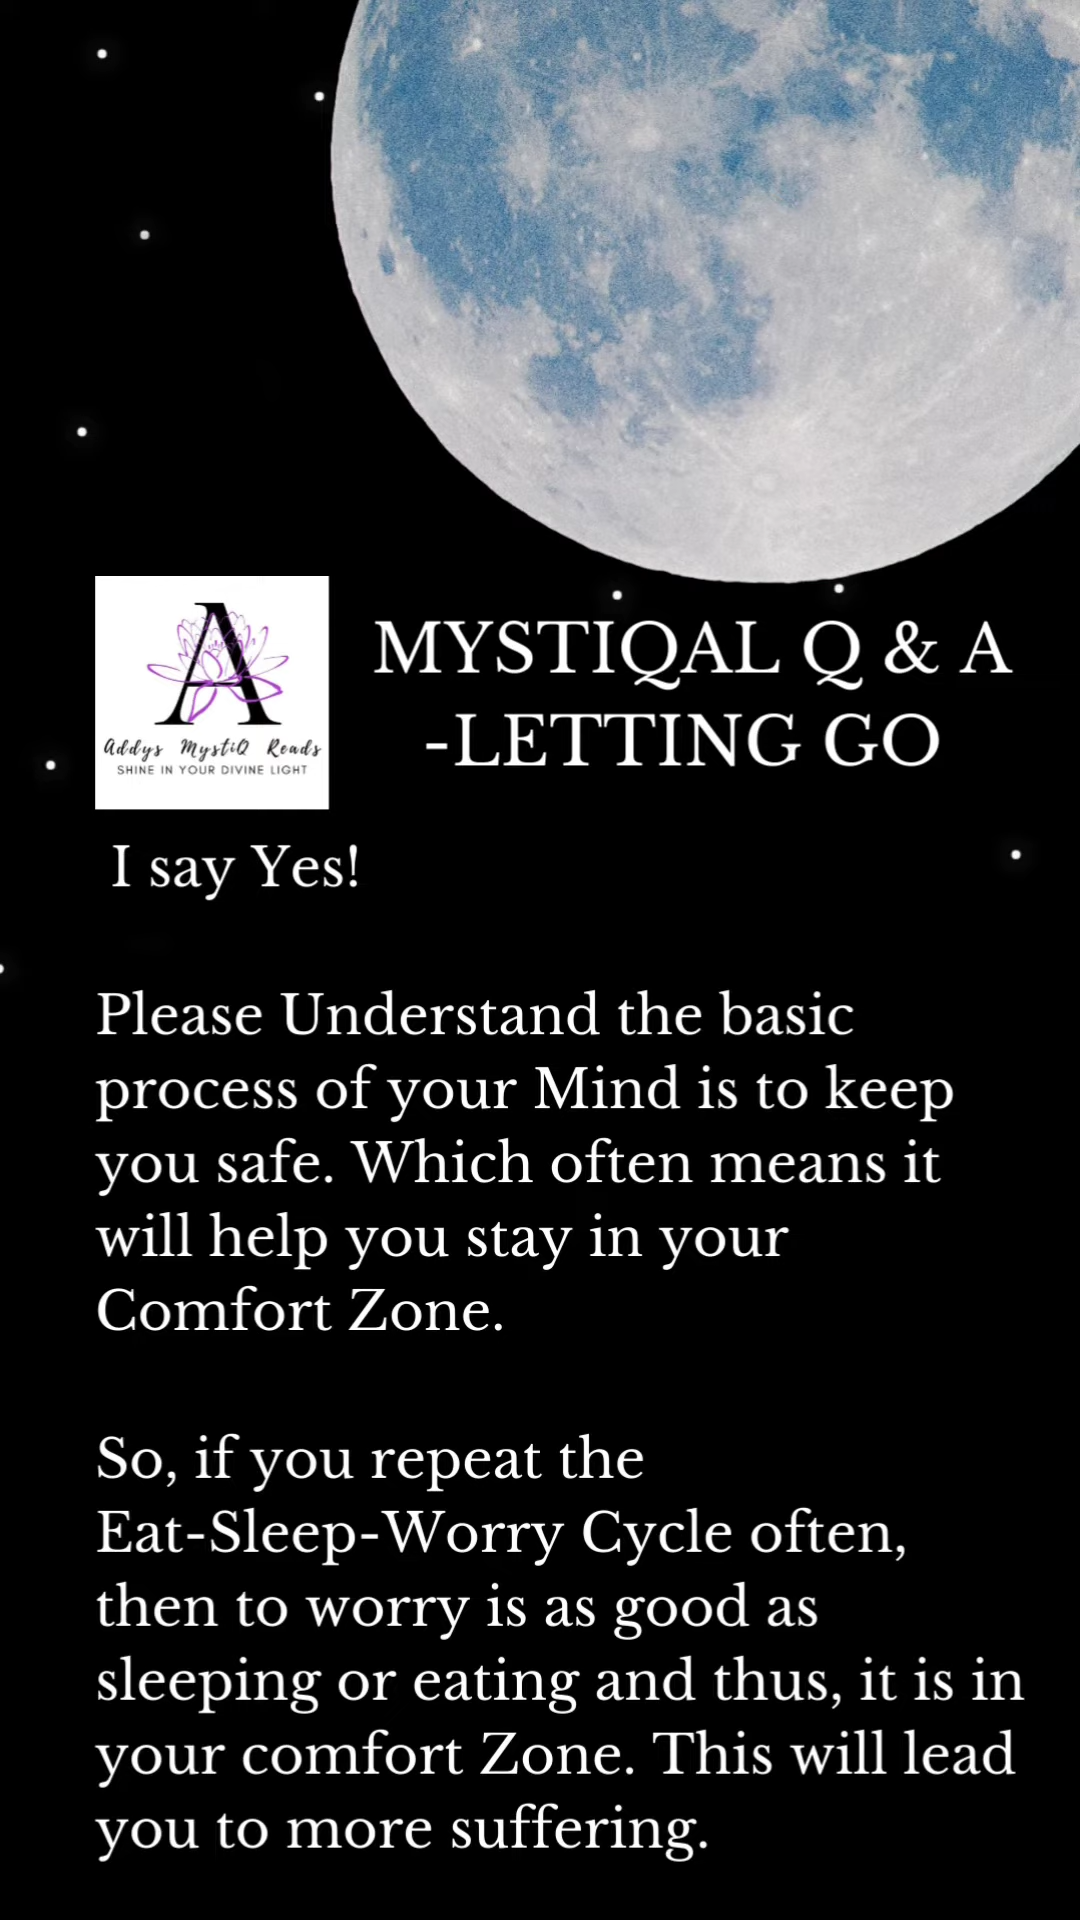 A
Addys MystiQ Reads
SHINE IN YOUR DIVINE LIGHT
MYSTIQAL Q & A
-LETTING GO
I say Yes!
Please Understand the basic
process of your Mind is to keep
you safe. Which often means it
will help you stay in your
Comfort Zone.
So, if you repeat the
Eat-Sleep-Worry Cycle often,
then to worry is as good as
sleeping or eating and thus, it is in
your comfort Zone. This will lead
you to more suffering.